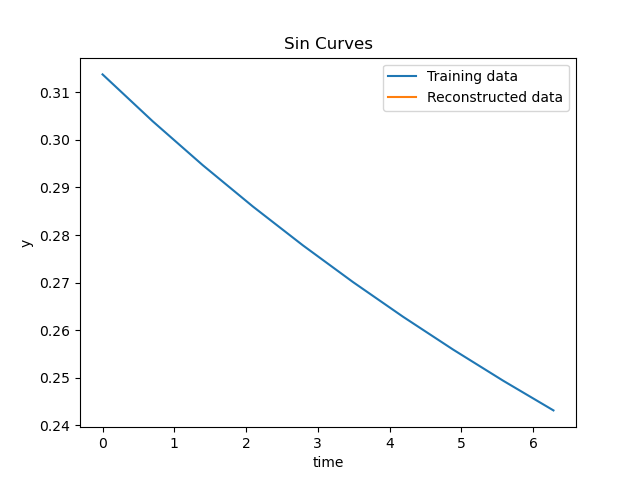 Sin Curves
Training data
Reconstructed data
0.31
0.30
0.29
0.28
0.27
0.26
0.25
0.24
y
0 1 2 3 4 5 6
time